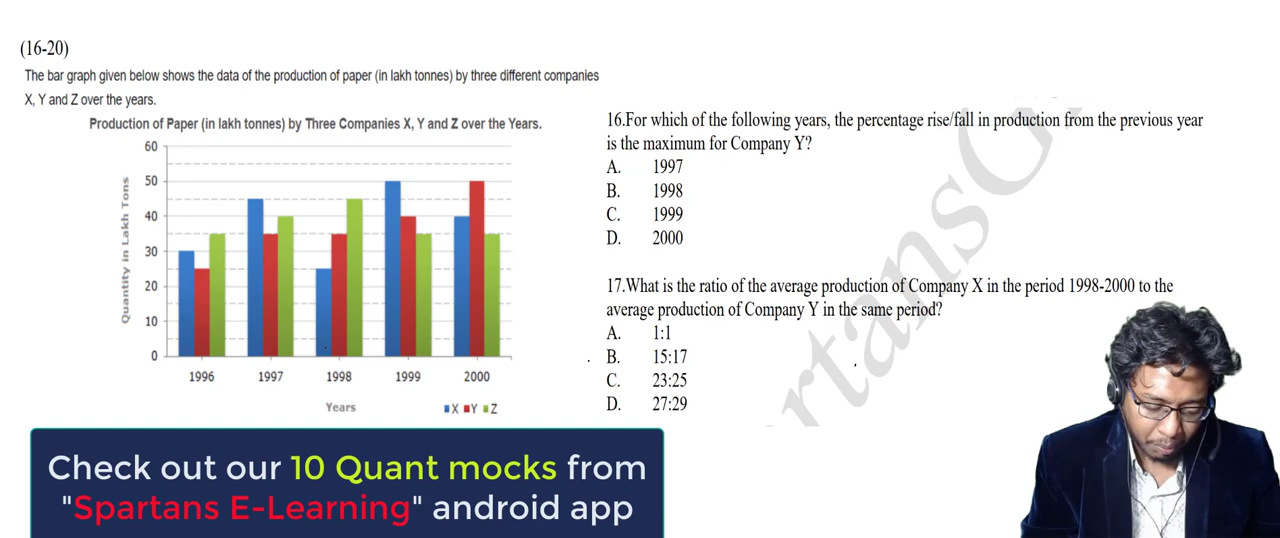 (16-20)
The bar graph given below shows the data of the production of paper (in lakh tonnes) by three different companies
X, Y and Z over the years.
Production of Paper (in lakh tonnes) by Three Companies X, Y and Z over the Years.
60
50
40
30
20
10
0
Quantity in Lakh Tons
1996 1997 1998 1999 2000
Years
X Y Z
16.For which of the following years, the percentage rise/fall in production from the previous year
is the maximum for Company Y?
A. 1997
B. 1998
C. 1999
D. 2000
17.What is the ratio of the average production of Company X in the period 1998-2000 to the
average production of Company Y in the same period?
A. 1:1
B. 15:17
C. 23:25
D. 27:29
Check out our 10 Quant mocks from
"Spartans E-Learning" android app